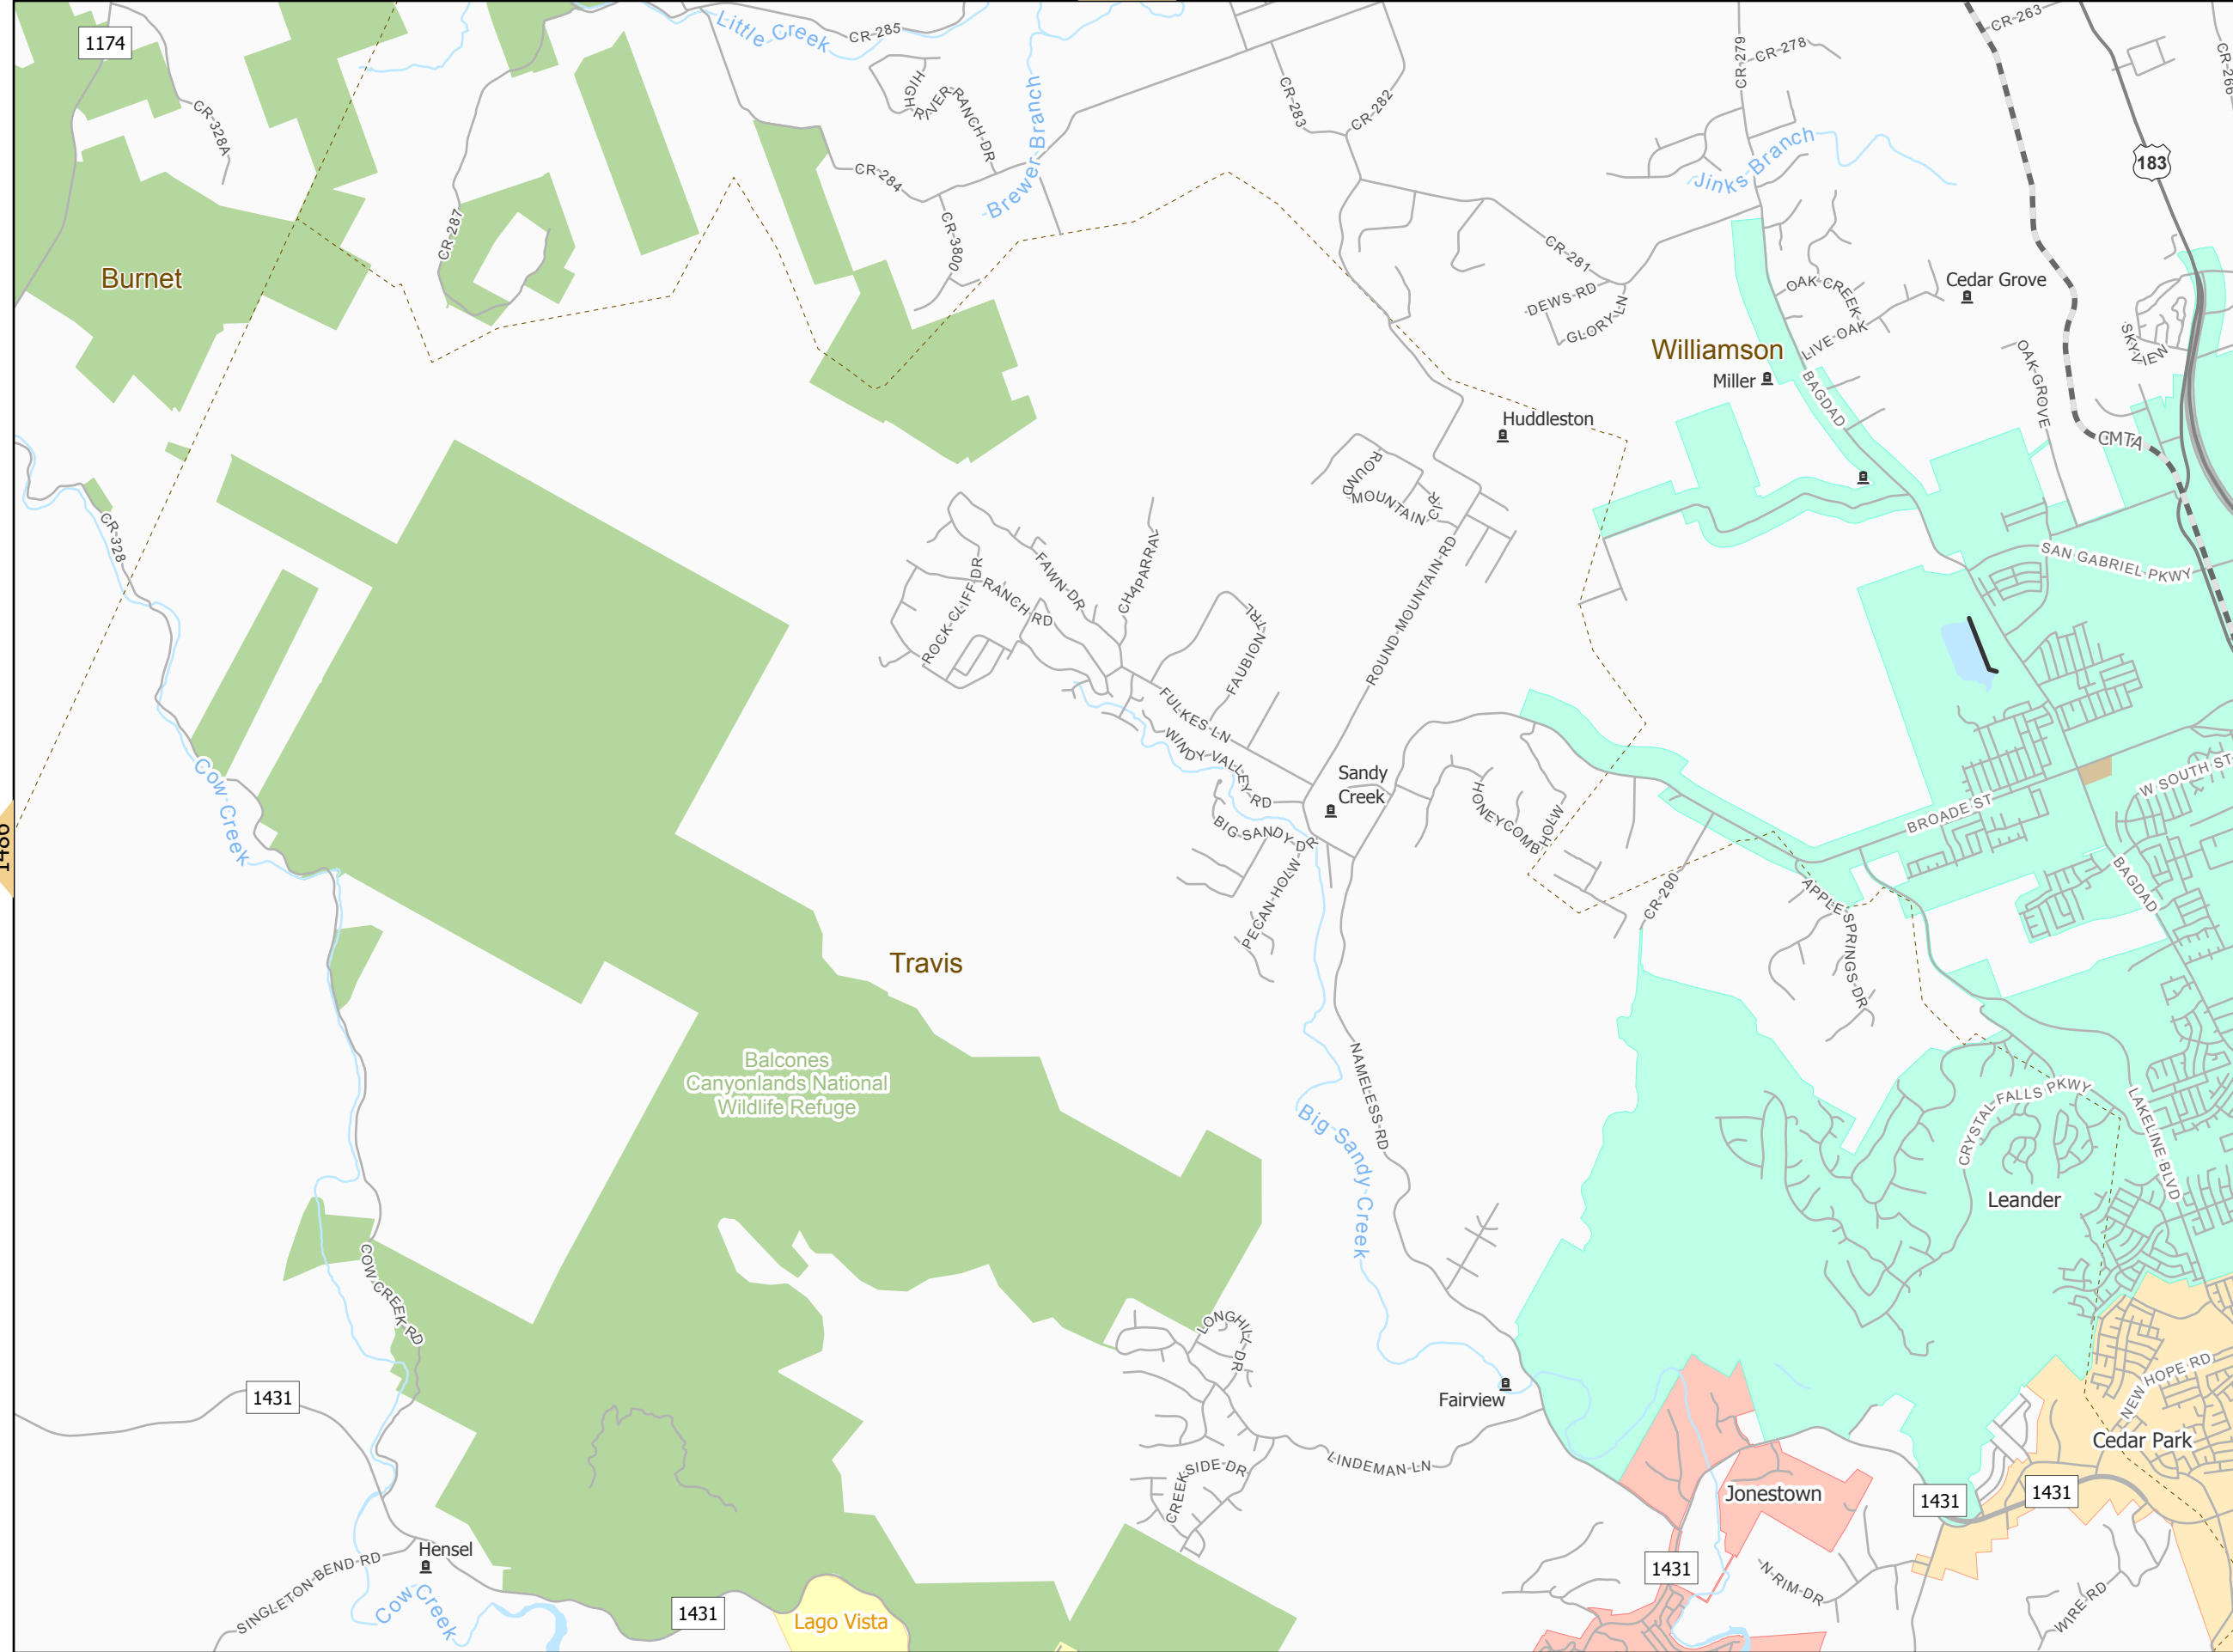 1174
CR-328A
Little Creek
CR-285
HIGH
RIVER
RANCH-DR
Brewer-Branch
CR-284
CR-3800
CR-287
CR-283
CR-282
CR-279
CR-278
CR-263
CR-266
183
Jinks-Branch
CR-281
DEWS-RD
GLORY-LN
OAK-CREEK
LIVE-OAK
Cedar Grove
OAK-GROVE
SKYVIEW
CMTA
Burnet
Williamson
Miller
Huddleston
BAGDAD
ROUND
MOUNTAIN
CIR
SAN GABRIEL PKWY
CR-328
ROCK-CLIFF-DR
RANCH-RD
FAWN-DR
CHAPARRAL
FAUBION-TRL
FULKES-LN
WINDY-VALLEY-RD
ROUND-MOUNTAIN-RD
Sandy
Creek
BIG-SANDY-DR
PECAN-HOLW
HONEYCOMB-HOLW
CR-290
BROADE ST
W SOUTH ST
BAGDAD
APPLE-SPRINGS-DR
Cow-Creek
1466
Travis
Balcones
Canyonlands National
Wildlife Refuge
NAMELESS-RD
Big-Sandy-Creek
CRYSTAL FALLS PKWY
LAKELINE-BLVD
Leander
COW-CREEK RD
LONGHILL-DR
Fairview
LINDEMAN-LN
CREEK-SIDE-DR
NEW HOPE RD
Cedar Park
1431
1431
1431
Jonestown
1431
N-RIM-DR
WIRE-RD
Hensel
SINGLETON-BEND-RD
Cow-Creek
1431
Lago Vista